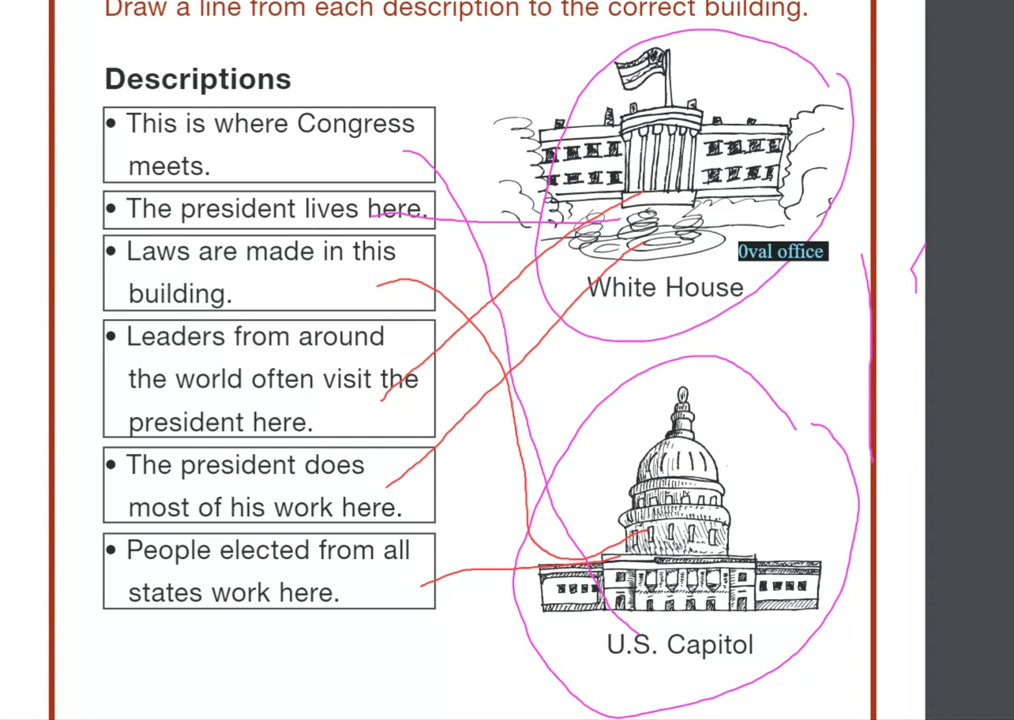 Draw a line from each description to the correct building.
Descriptions
• This is where Congress
meets.
• The president lives here.
• Laws are made in this
building.
• Leaders from around
the world often visit the
president here.
• The president does
most of his work here.
• People elected from all
states work here.
0val office
White House
U.S. Capitol